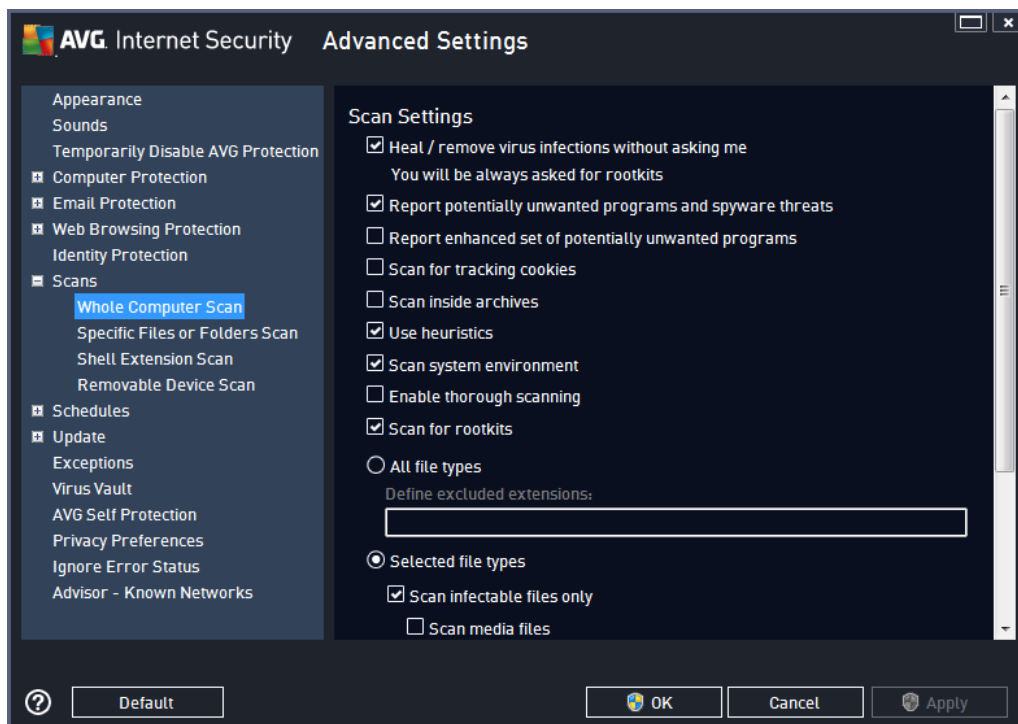 AVG. Internet Security Advanced Settings
Appearance
Sounds
Temporarily Disable AVG Protection
Computer Protection
Email Protection
Web Browsing Protection
Identity Protection
Scans
Whole Computer Scan
Specific Files or Folders Scan
Shell Extension Scan
Removable Device Scan
Schedules
Update
Exceptions
Virus Vault
AVG Self Protection
Privacy Preferences
Ignore Error Status
Advisor - Known Networks
Scan Settings
Heal / remove virus infections without asking me
You will be always asked for rootkits
Report potentially unwanted programs and spyware threats
Report enhanced set of potentially unwanted programs
Scan for tracking cookies
Scan inside archives
Use heuristics
Scan system environment
Enable thorough scanning
Scan for rootkits
All file types
Define excluded extensions:
Selected file types
Scan infectable files only
Scan media files
? Default OK Cancel Apply